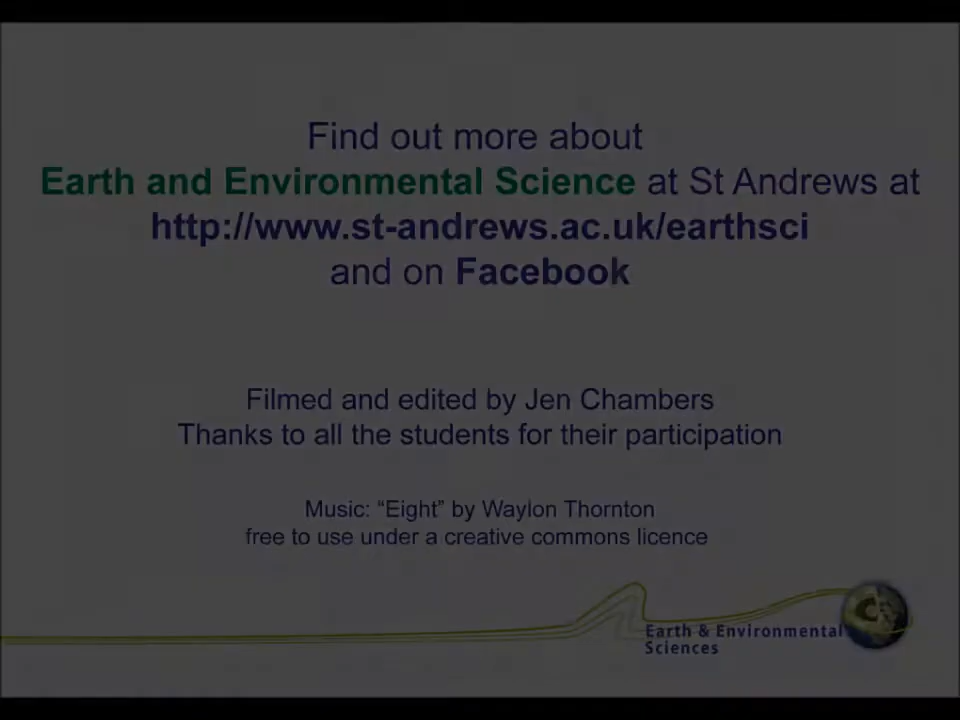 Find out more about
Earth and Environmental Science at St Andrews at
http://www.st-andrews.ac.uk/earthsci
and on Facebook
Filmed and edited by Jen Chambers
Thanks to all the students for their participation
Music: “Eight” by Waylon Thornton
free to use under a creative commons licence
Earth & Environmental
Sciences